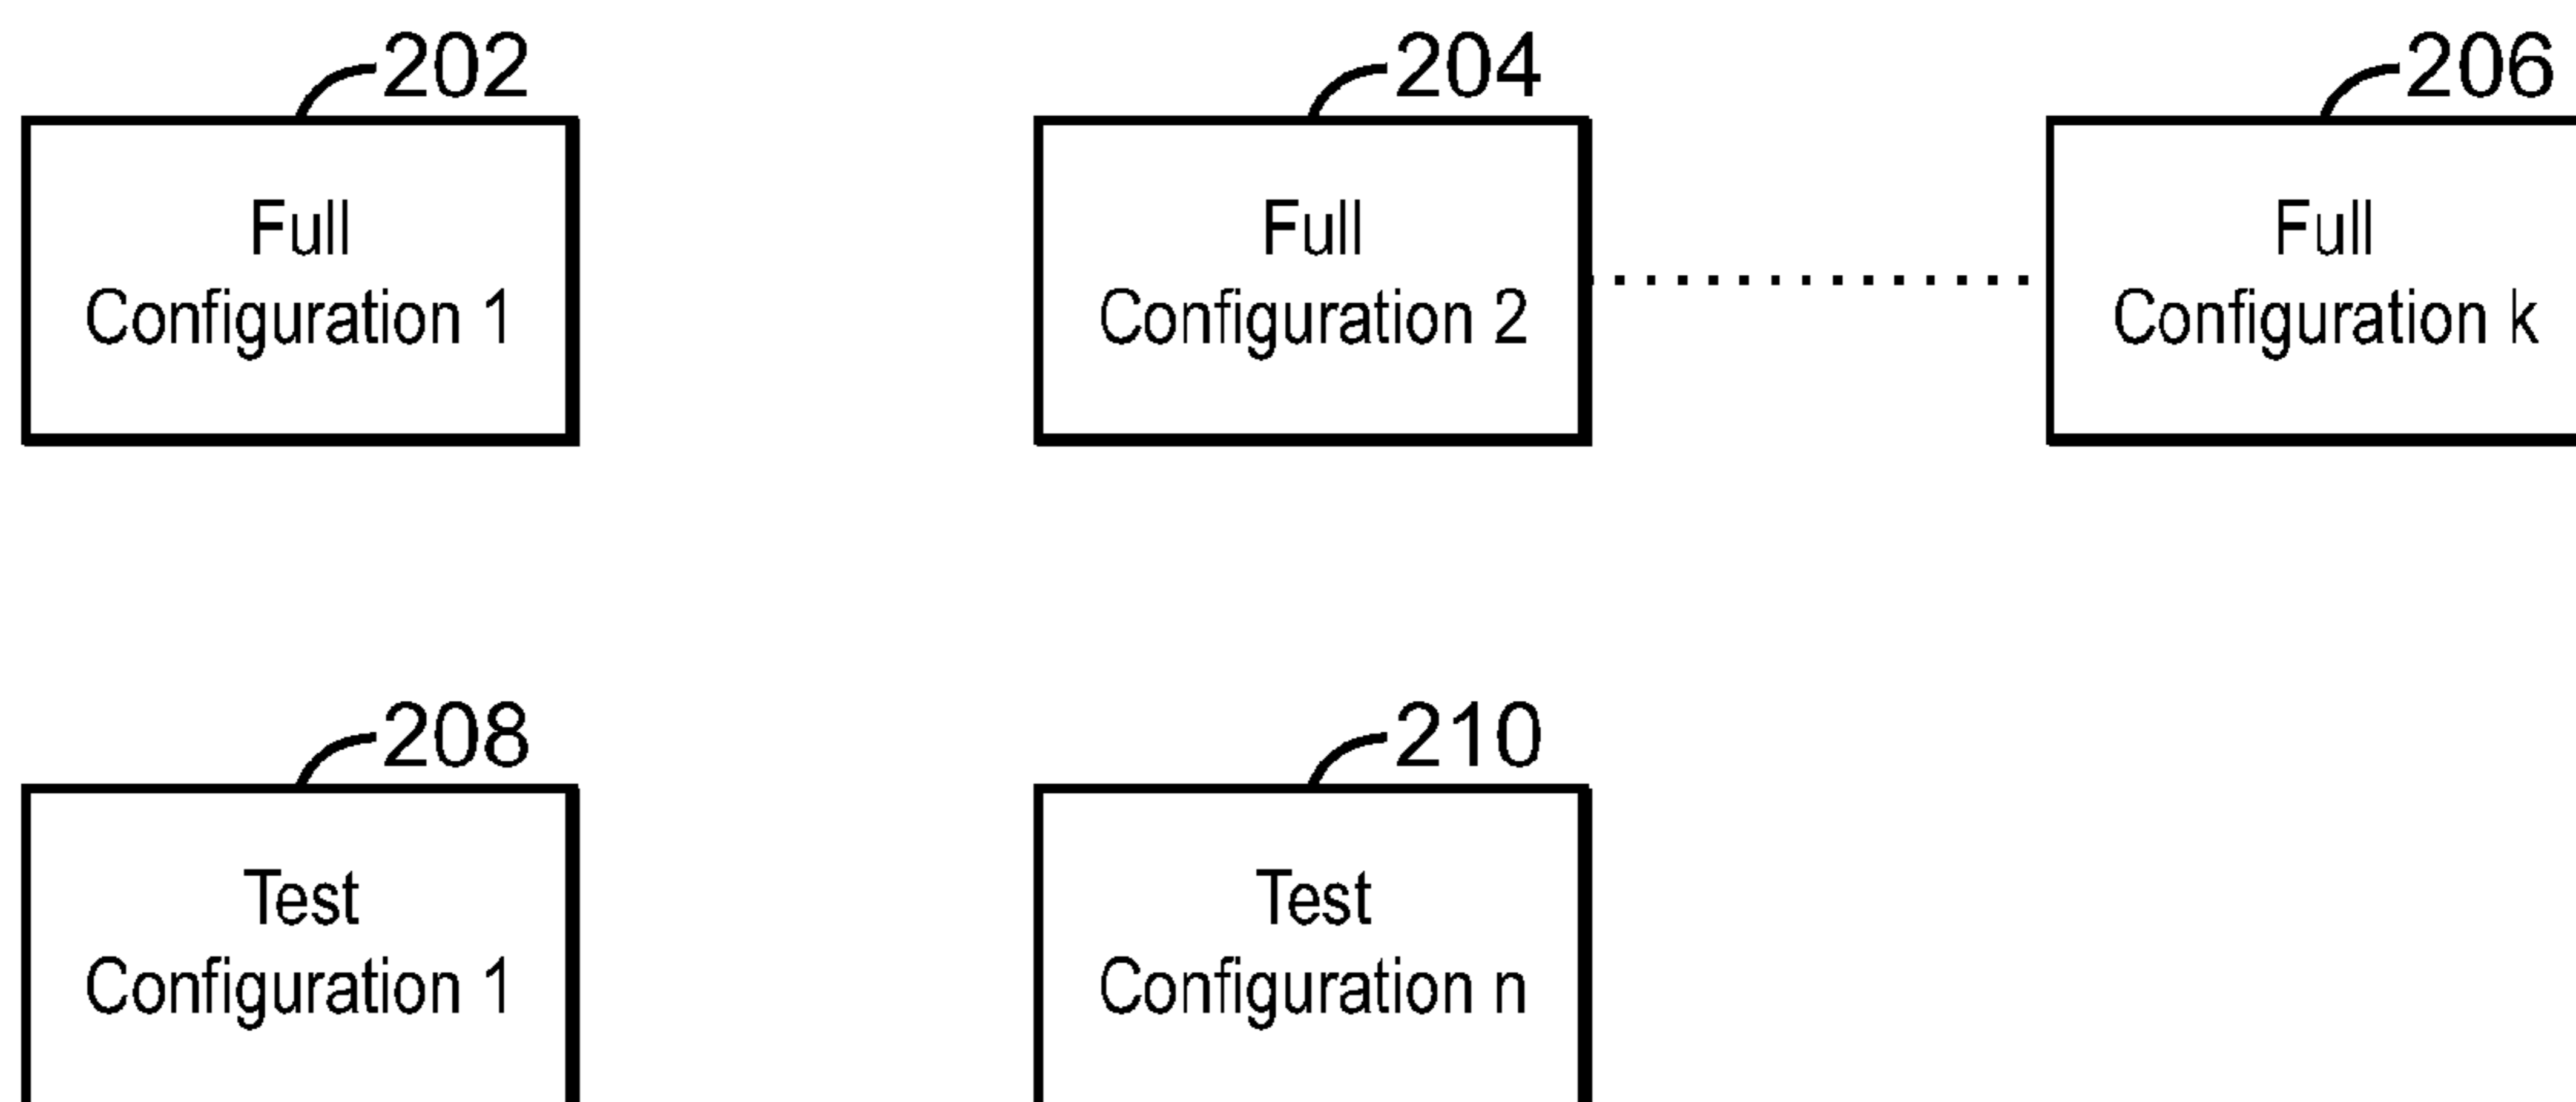 202
204
206
Full
Configuration 1
Full
Configuration 2
Full
Configuration k
208
210
Test
Configuration 1
Test
Configuration n